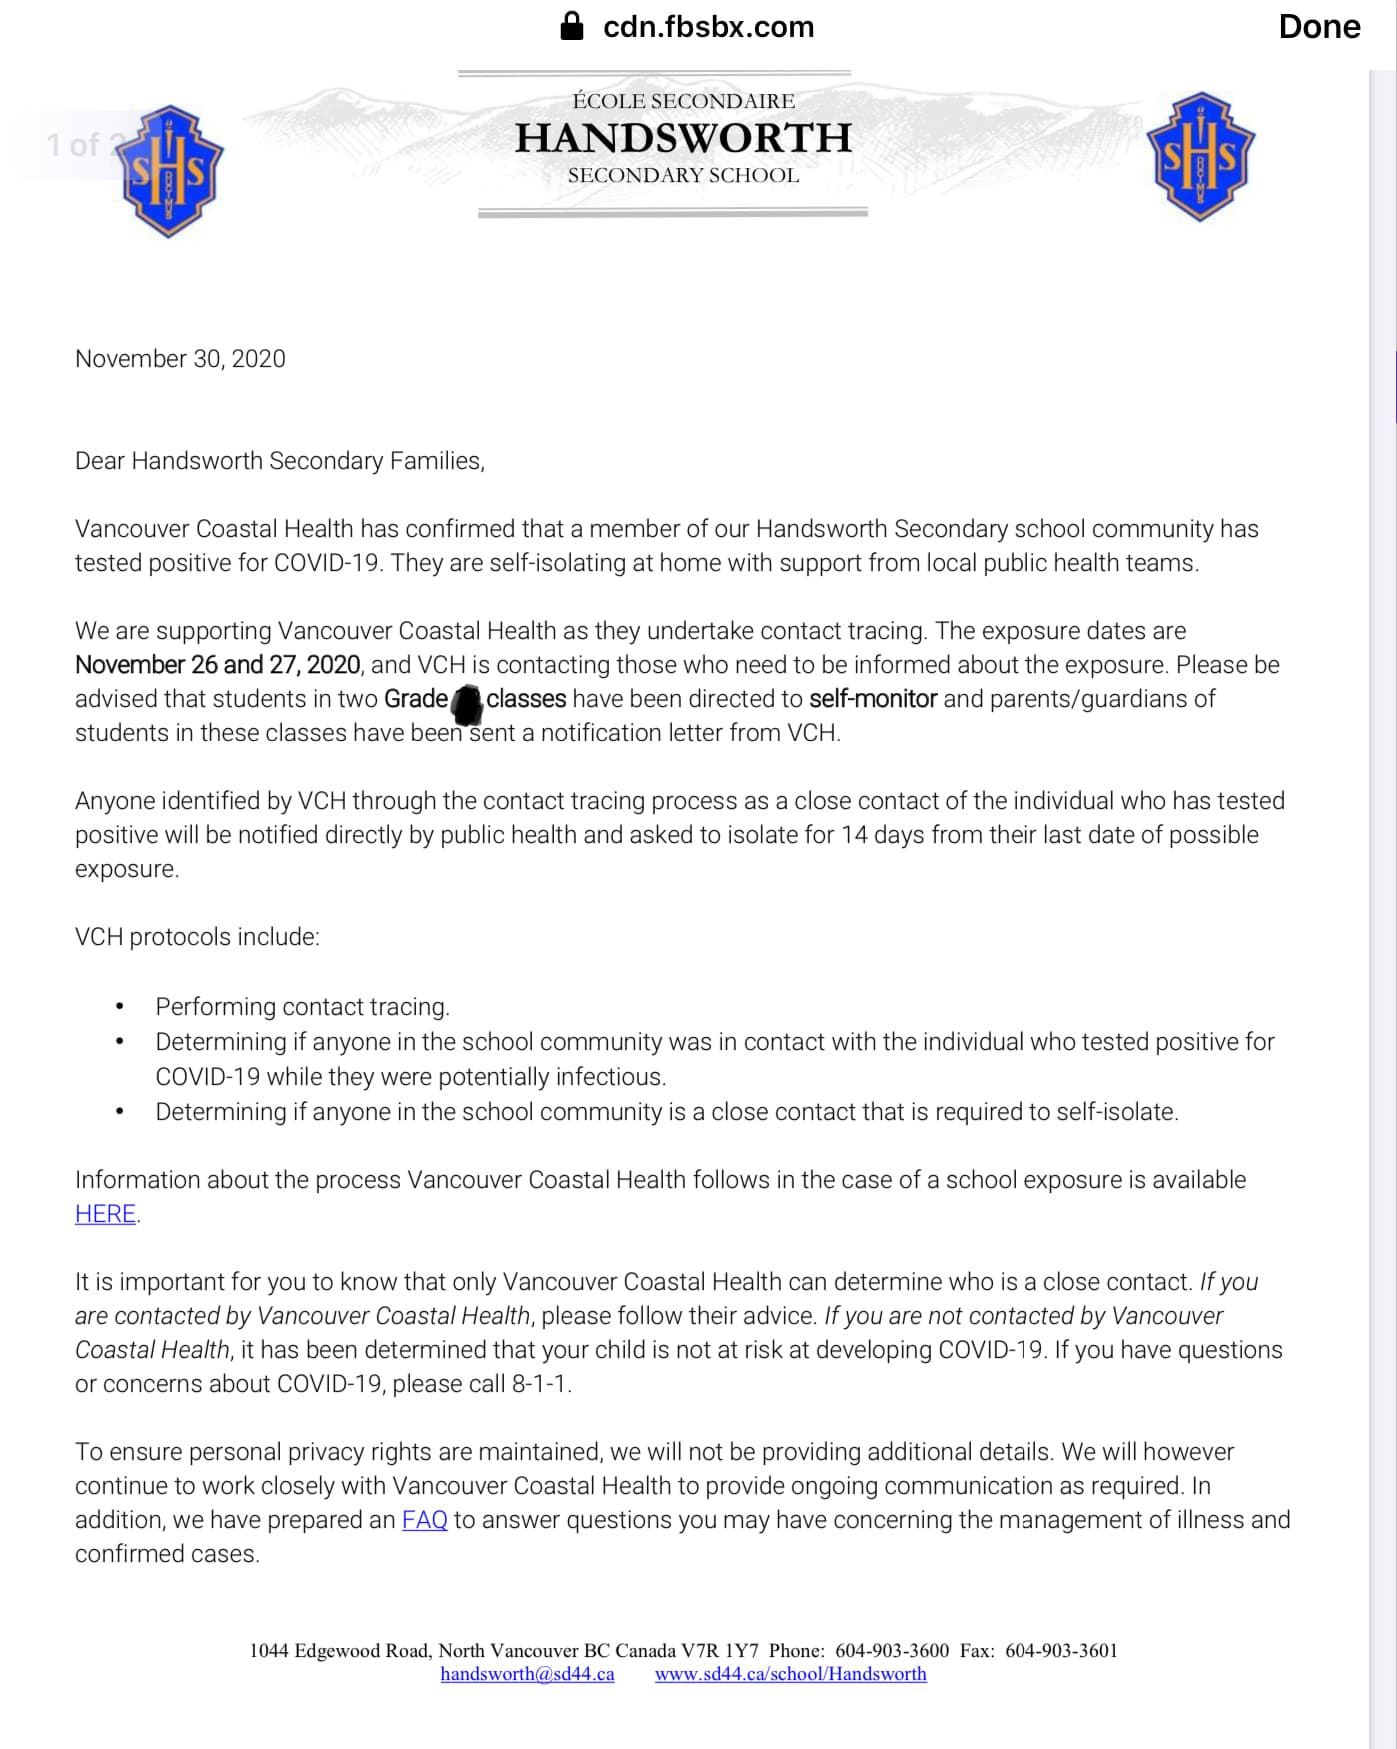 cdn.fbsbx.com
Done
1 of
ÉCOLE SECONDAIRE
HANDSWORTH
SECONDARY SCHOOL
SHS
SHS
November 30, 2020
Dear Handsworth Secondary Families,
Vancouver Coastal Health has confirmed that a member of our Handsworth Secondary school community has
tested positive for COVID-19. They are self-isolating at home with support from local public health teams.
We are supporting Vancouver Coastal Health as they undertake contact tracing. The exposure dates are
November 26 and 27, 2020, and VCH is contacting those who need to be informed about the exposure. Please be
advised that students in two Grade classes have been directed to self-monitor and parents/guardians of
students in these classes have been sent a notification letter from VCH.
Anyone identified by VCH through the contact tracing process as a close contact of the individual who has tested
positive will be notified directly by public health and asked to isolate for 14 days from their last date of possible
exposure.
VCH protocols include:
• Performing contact tracing.
• Determining if anyone in the school community was in contact with the individual who tested positive for
COVID-19 while they were potentially infectious.
• Determining if anyone in the school community is a close contact that is required to self-isolate.
Information about the process Vancouver Coastal Health follows in the case of a school exposure is available
HERE.
It is important for you to know that only Vancouver Coastal Health can determine who is a close contact. If you
are contacted by Vancouver Coastal Health, please follow their advice. If you are not contacted by Vancouver
Coastal Health, it has been determined that your child is not at risk at developing COVID-19. If you have questions
or concerns about COVID-19, please call 8-1-1.
To ensure personal privacy rights are maintained, we will not be providing additional details. We will however
continue to work closely with Vancouver Coastal Health to provide ongoing communication as required. In
addition, we have prepared an FAQ to answer questions you may have concerning the management of illness and
confirmed cases.
1044 Edgewood Road, North Vancouver BC Canada V7R 1Y7 Phone: 604-903-3600 Fax: 604-903-3601
handsworth@sd44.ca www.sd44.ca/school/Handsworth